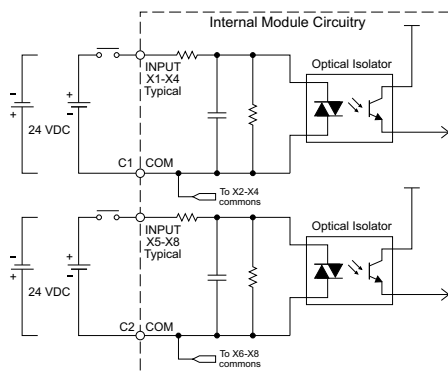 Internal Module Circuitry
INPUT
X1-X4
Typical
Optical Isolator
-
+
+
-
24 VDC
C1
COM
To X2-X4
commons
INPUT
X5-X8
Typical
Optical Isolator
-
+
+
-
24 VDC
C2
COM
To X6-X8
commons